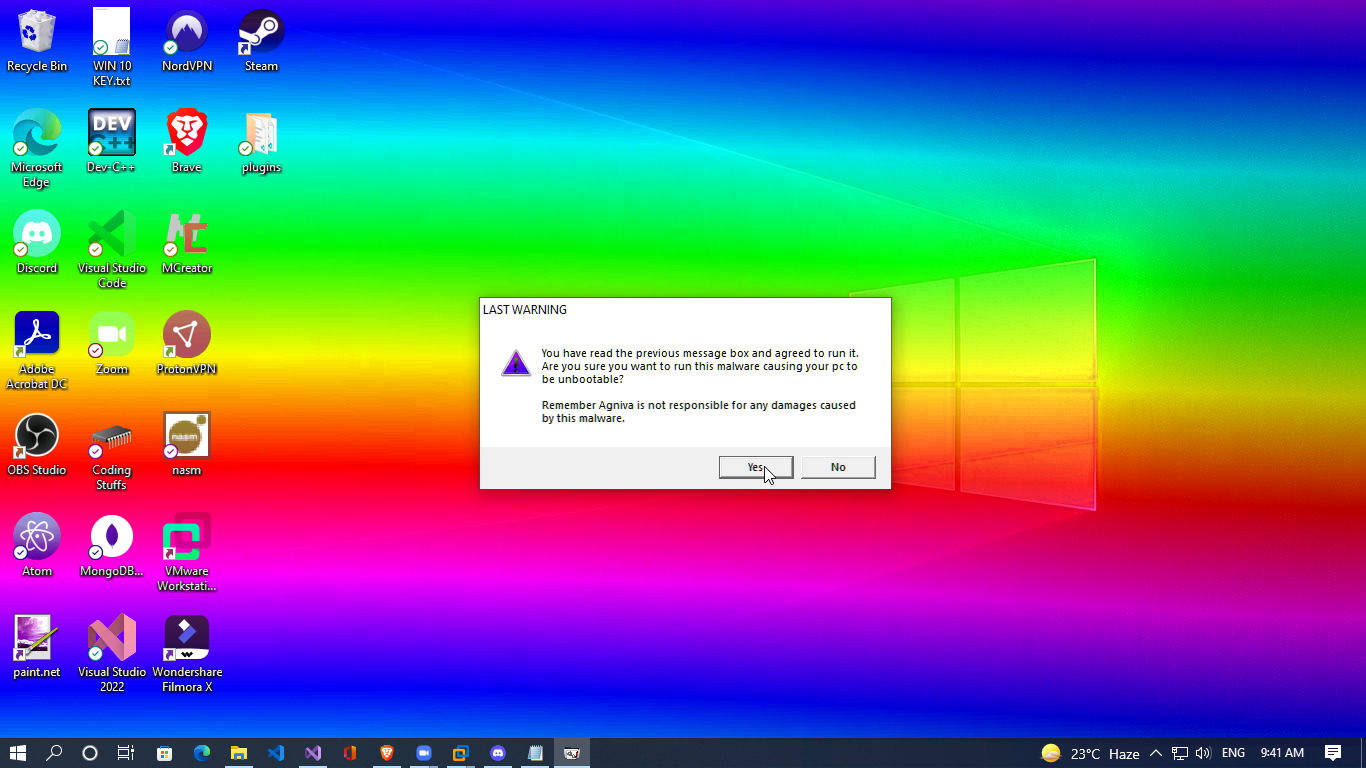 Recycle Bin
WIN 10
KEY.txt
NordVPN
Steam
Microsoft
Edge
DEV
C++
Dev-C++
Brave
plugins
Discord
Visual Studio
Code
MCreator
Adobe
Acrobat DC
Zoom
ProtonVPN
OBS Studio
Coding
Stuffs
nasm
nasm
Atom
MongoDB...
VMware
Workstati...
paint.net
Visual Studio
2022
Wondershare
Filmora X
LAST WARNING
You have read the previous message box and agreed to run it.
Are you sure you want to run this malware causing your pc to
be unbootable?
Remember Agniva is not responsible for any damages caused
by this malware.
Yes
No
23°C Haze
ENG
9:41 AM